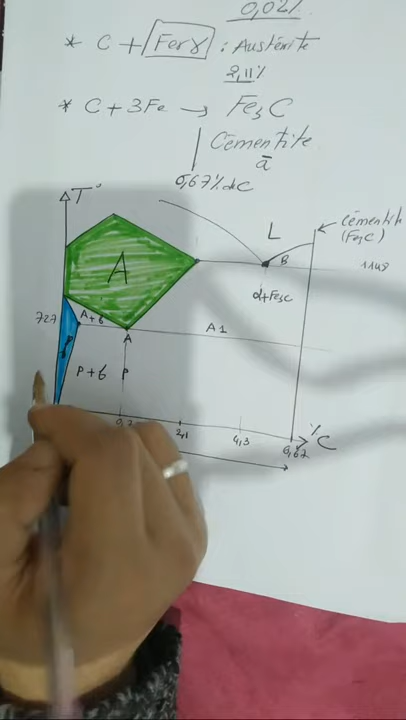 0,02%
* C + Fer γ : Austénite
2,11%
* C + 3Fe → Fe3C
Cémentite
à
6,67% de C
T°
Cémentite
(Fe3C)
L
B
1148
A
α+Fe3C
727
A+
A1
A
P+
P
2,1
4,3
6,67
% C